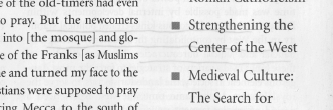 e of the old-timers had even
o pray. But the newcomers
into [the mosque] and glo-
e of the Franks [as Muslims
e and turned my face to the
stians were supposed to pray
ring Mecca to the south of
Roman Catholicism
■ Strengthening the
Center of the West
■ Medieval Culture:
The Search for